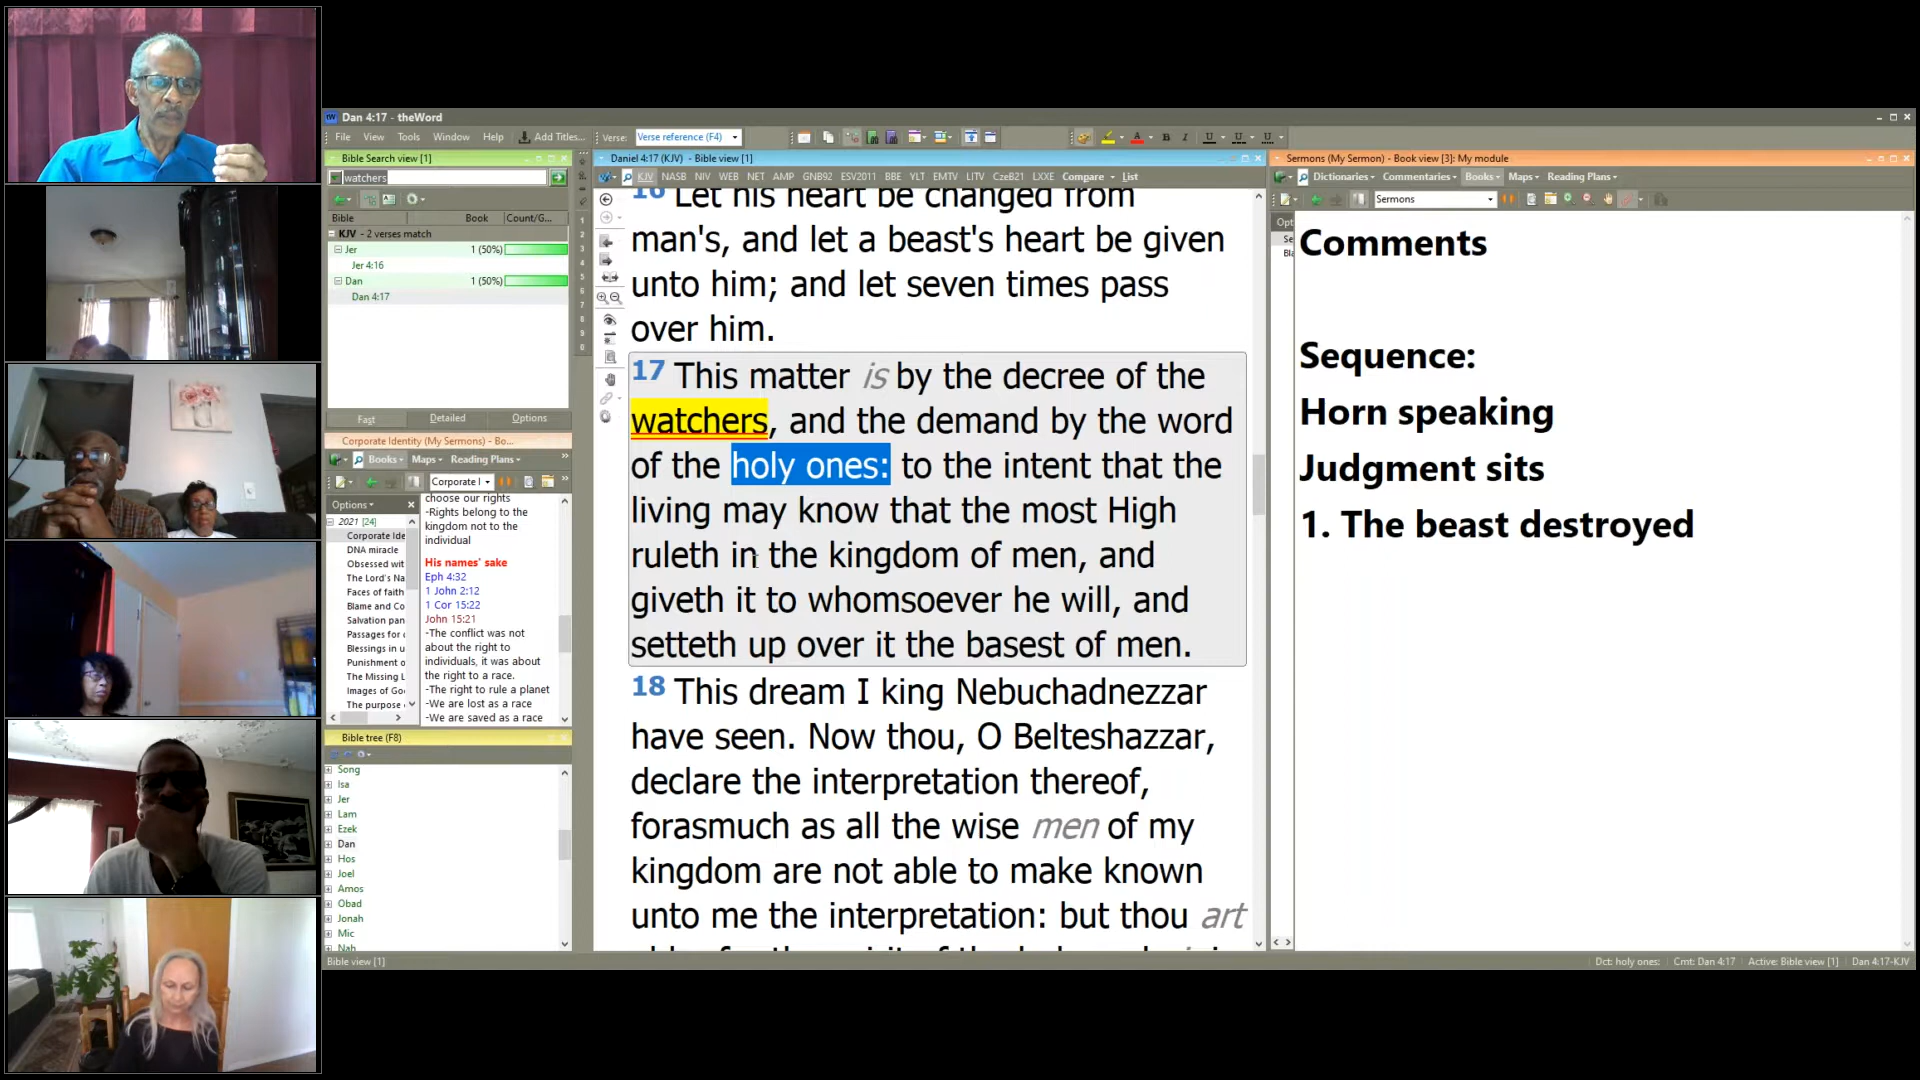 Dan 4:17 - theWord
File View Tools Window Help Add Titles... Verse: Verse reference (F4)
Bible Search view [1]
watchers
Bible Book Count/G...
KJV - 2 verses match
Jer 1 (50%)
Jer 4:16
Dan 1 (50%)
Dan 4:17
Fast Detailed Options
Corporate Identity (My Sermons) - Bo...
Books Maps Reading Plans
Corporate I
Options
2021 [24]
Corporate Ide
DNA miracle
Obsessed wit
The Lord's Na
Faces of faith
Blame and Co
Salvation pan
Passages for c
Blessings in u
Punishment o
The Missing L
Images of Go
The purpose
choose our rights
-Rights belong to the
kingdom not to the
individual
His names' sake
Eph 4:32
1 John 2:12
1 Cor 15:22
John 15:21
-The conflict was not
about the right to
individuals, it was about
the right to a race.
-The right to rule a planet
-We are lost as a race
-We are saved as a race
Bible tree (F8)
Song
Isa
Jer
Lam
Ezek
Dan
Hos
Joel
Amos
Obad
Jonah
Mic
Nah
Daniel 4:17 (KJV) - Bible view [1]
KJV NASB NIV WEB NET AMP GNB92 ESV2011 BBE YLT EMTV LITV CzeB21 LXXE Compare List
16 Let his heart be changed from
man's, and let a beast's heart be given
unto him; and let seven times pass
over him.
17 This matter is by the decree of the
watchers, and the demand by the word
of the holy ones: to the intent that the
living may know that the most High
ruleth in the kingdom of men, and
giveth it to whomsoever he will, and
setteth up over it the basest of men.
18 This dream I king Nebuchadnezzar
have seen. Now thou, O Belteshazzar,
declare the interpretation thereof,
forasmuch as all the wise men of my
kingdom are not able to make known
unto me the interpretation: but thou art
Sermons (My Sermon) - Book view [3]: My module
Dictionaries Commentaries Books Maps Reading Plans
Sermons
Opt
Se
Bla
Comments
Sequence:
Horn speaking
Judgment sits
1. The beast destroyed
Bible view [1] Dct: holy ones: Cmt: Dan 4:17 Active: Bible view [1] Dan 4:17-KJV